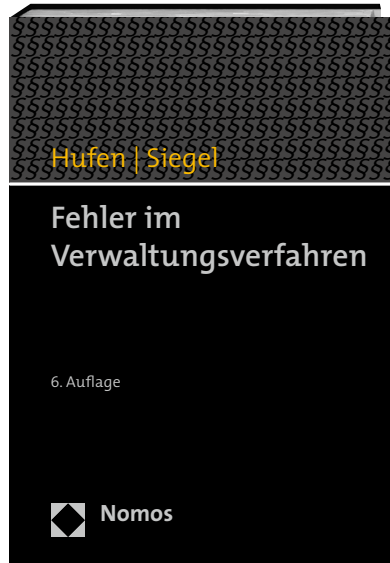 Hufen | Siegel
Fehler im
Verwaltungsverfahren
6. Auflage
Nomos